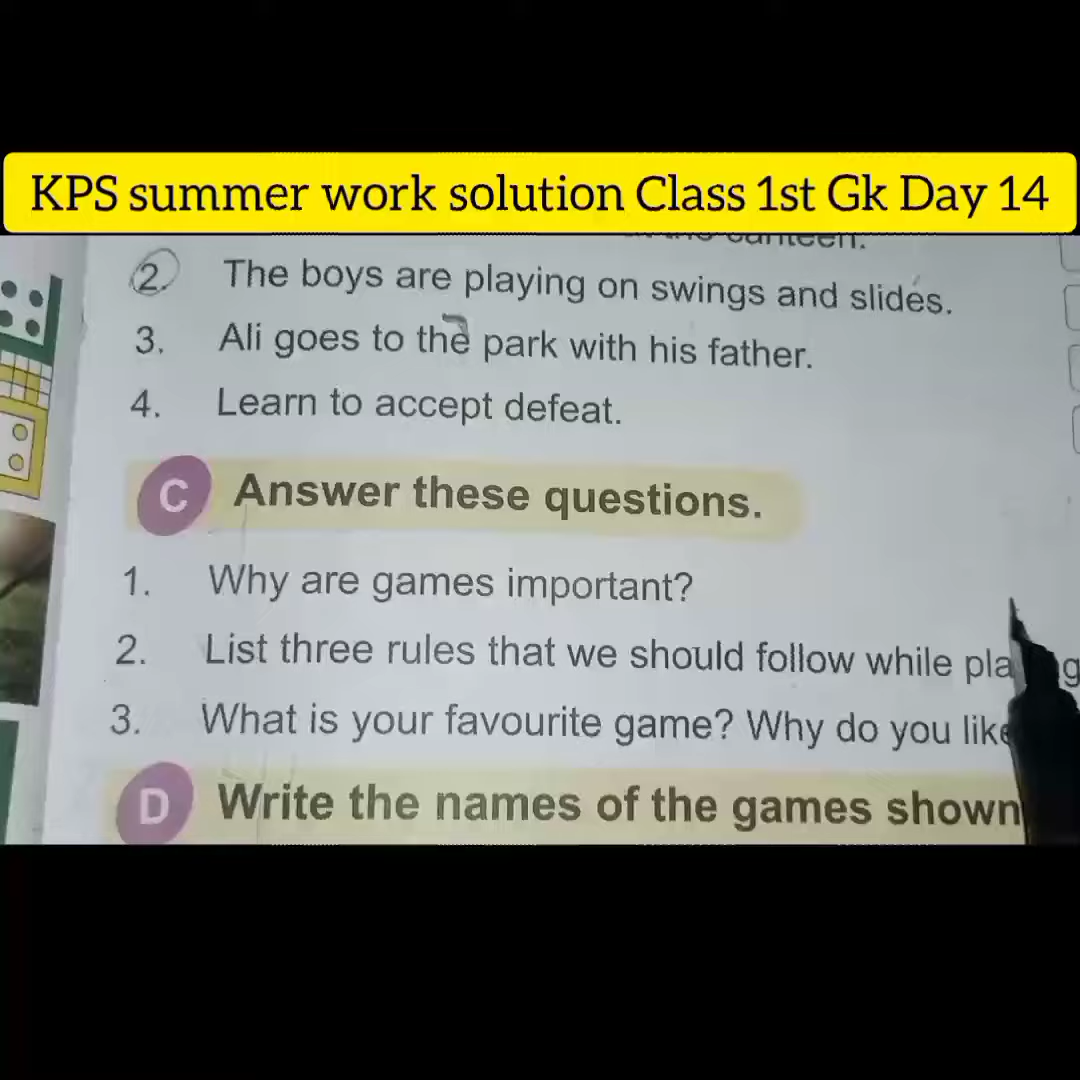 KPS summer work solution Class 1st Gk Day 14
canteen.
2. The boys are playing on swings and slides.
3. Ali goes to the park with his father.
4. Learn to accept defeat.
C Answer these questions.
1. Why are games important?
2. List three rules that we should follow while
3. What is your favourite game? Why do you like
D Write the names of the games shown